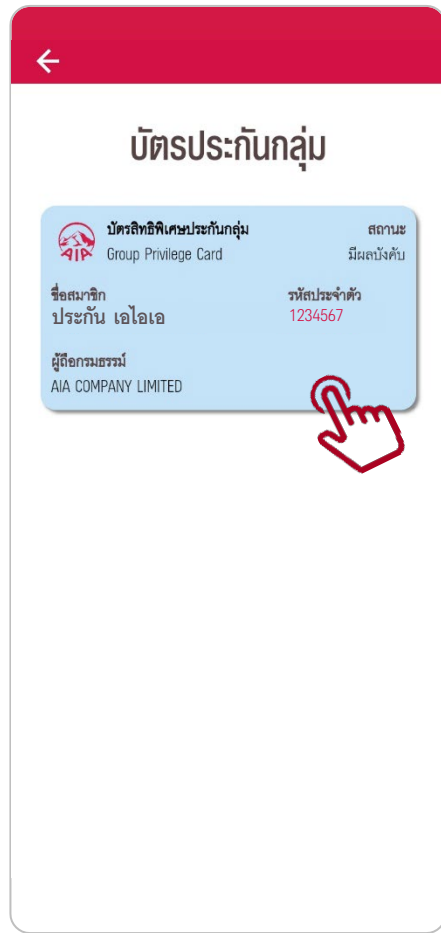 บัตรประกันกลุ่ม
บัตรสิทธิพิเศษประกันกลุ่ม สถานะ
AIA Group Privilege Card มีผลบังคับ
ชื่อสมาชิก รหัสประจำตัว
ประกัน เอไอเอ 1234567
ผู้ถือกรมธรรม์
AIA COMPANY LIMITED